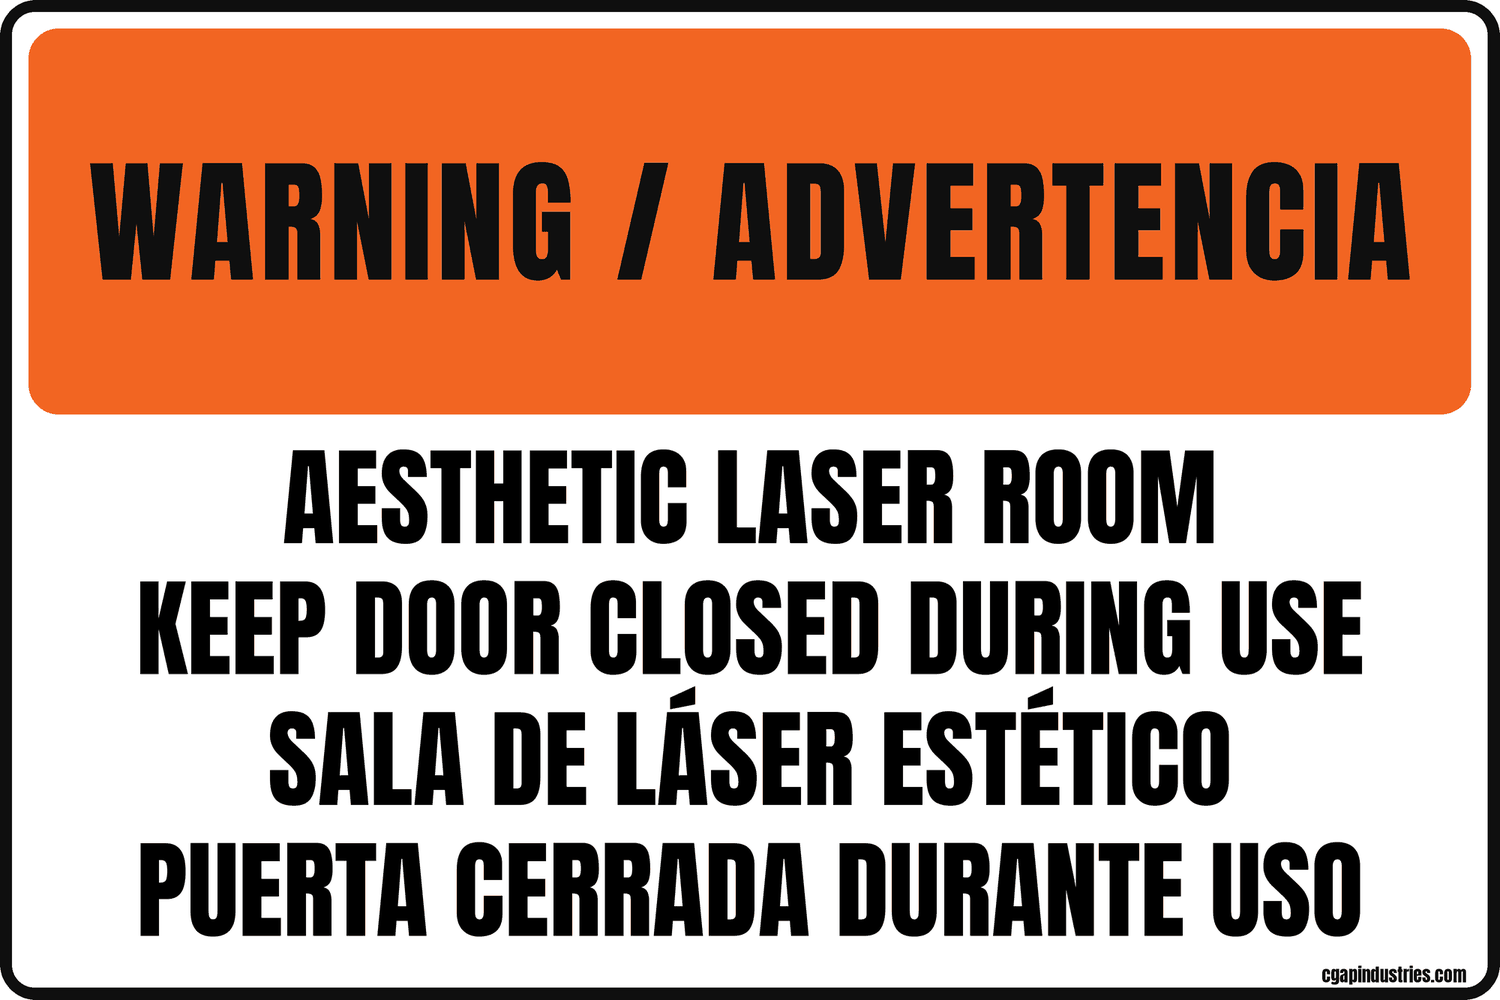 WARNING / ADVERTENCIA
AESTHETIC LASER ROOM
KEEP DOOR CLOSED DURING USE
SALA DE LÁSER ESTÉTICO
PUERTA CERRADA DURANTE USO
cgapindustries.com